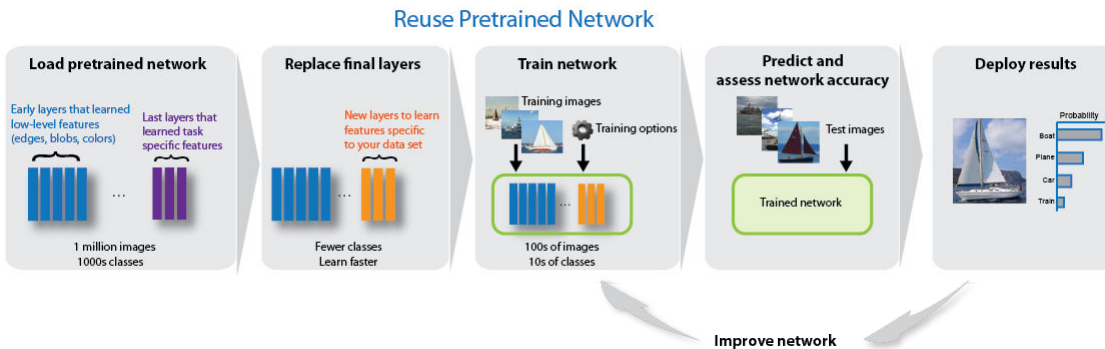 Reuse Pretrained Network
Load pretrained network
Early layers that learned
low-level features
(edges, blobs, colors)
Last layers that
learned task
specific features
...
1 million images
1000s classes
Replace final layers
New layers to learn
features specific
to your data set
...
Fewer classes
Learn faster
Train network
Training images
Training options
...
100s of images
10s of classes
Predict and
assess network accuracy
Test images
Trained network
Deploy results
Probability
Boat
Plane
Car
Train
Improve network